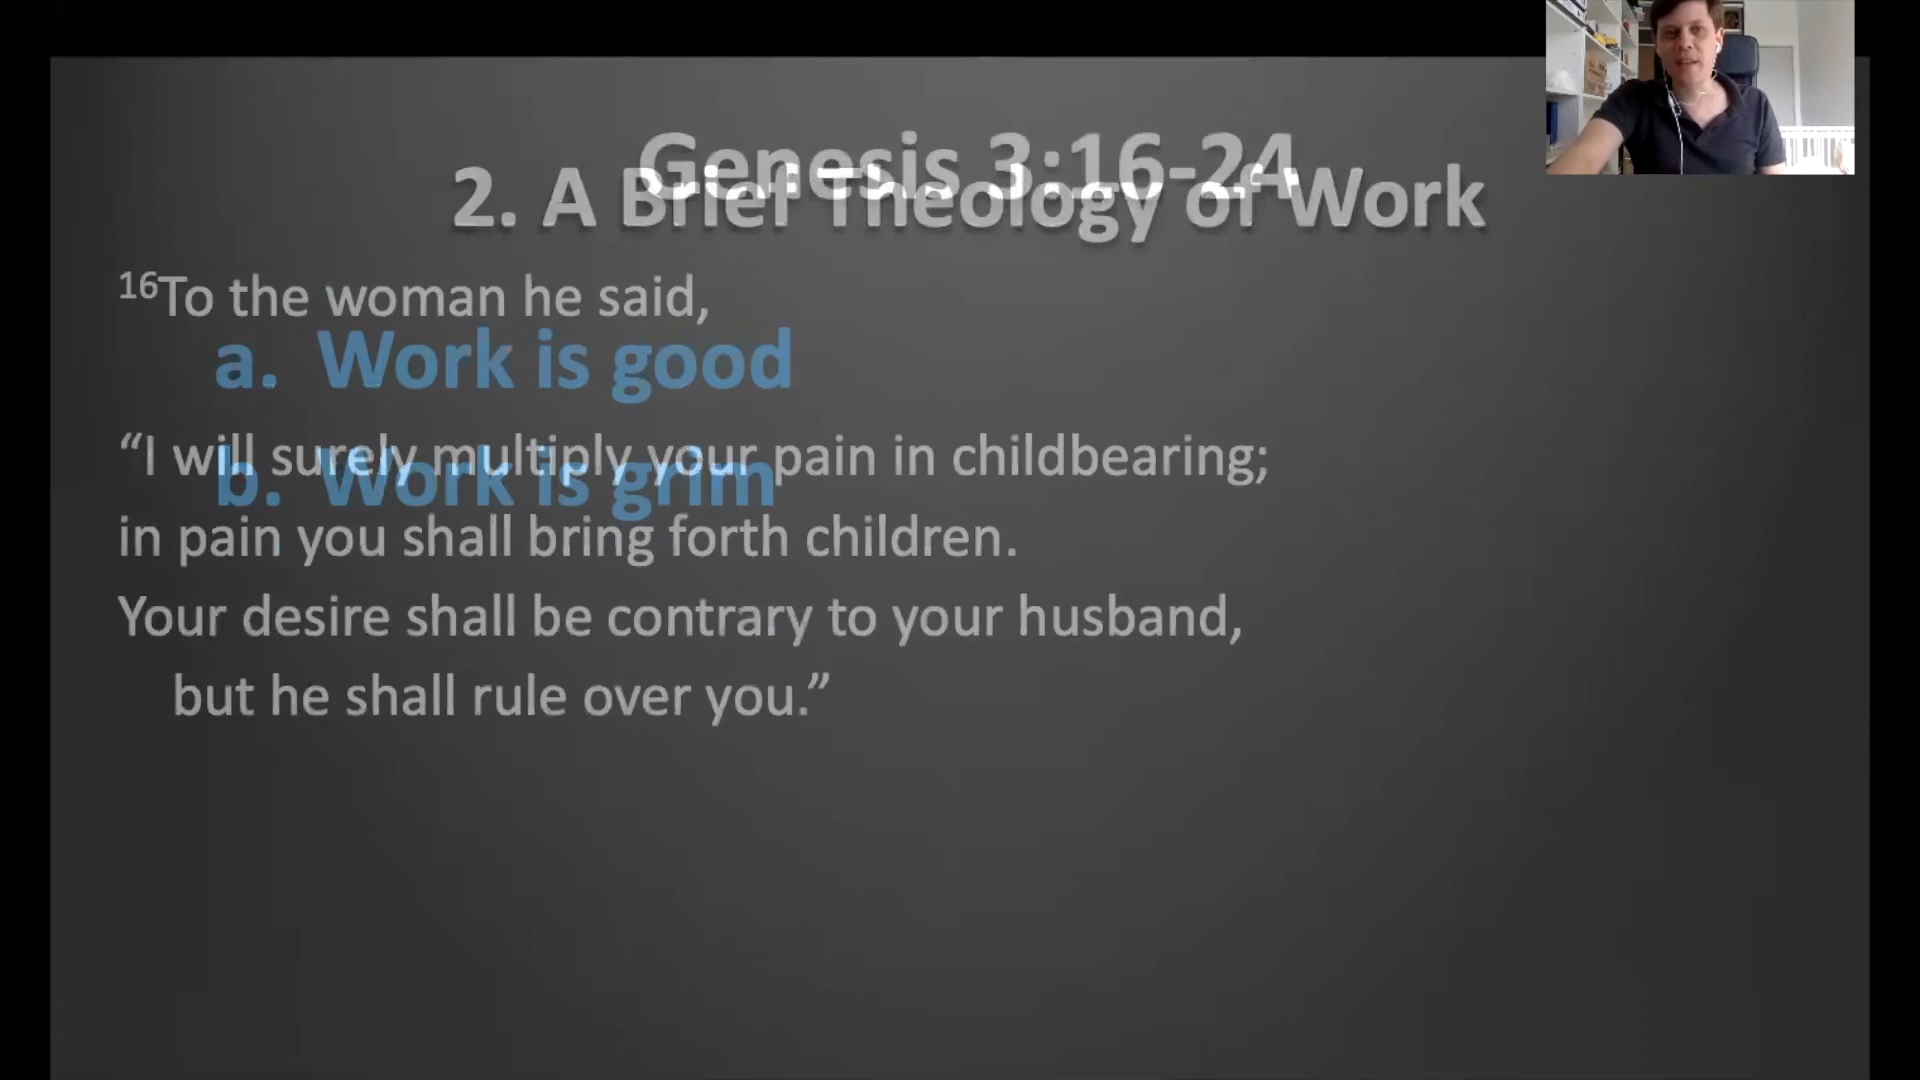 Genesis 3:16-24
2. A Brief Theology of Work
16To the woman he said,
a. Work is good
“I will surely multiply your pain in childbearing;
b. Work is grim
in pain you shall bring forth children.
Your desire shall be contrary to your husband,
but he shall rule over you.”